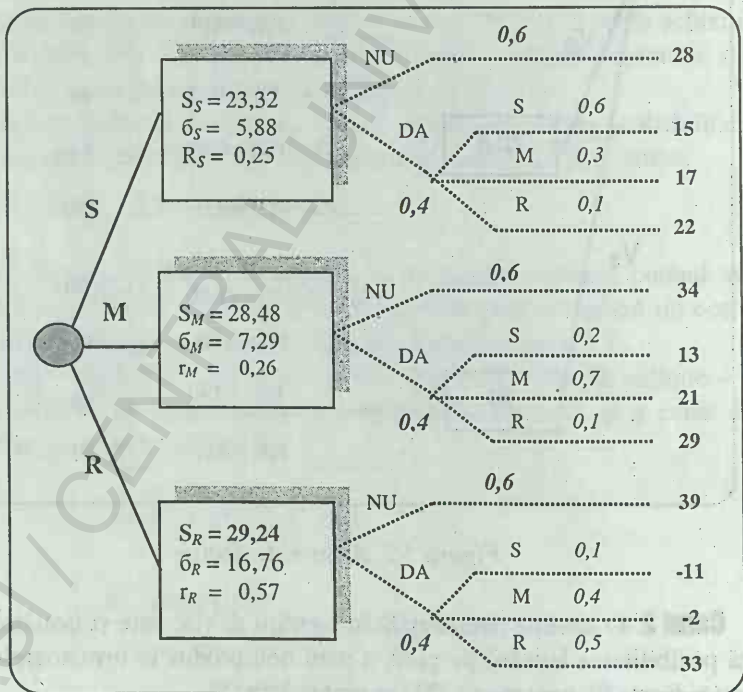 0,6
NU 28
S_S = 23,32
б_S = 5,88
R_S = 0,25
S 0,6
DA 15
M 0,3
17
0,4 R 0,1
22
S
0,6
NU 34
S_M = 28,48
б_M = 7,29
r_M = 0,26
M
S 0,2
DA 13
M 0,7
21
0,4 R 0,1
29
R
0,6
NU 39
S_R = 29,24
б_R = 16,76
r_R = 0,57
S 0,1
DA -11
M 0,4
-2
0,4 R 0,5
33
CENTRAL UNIV